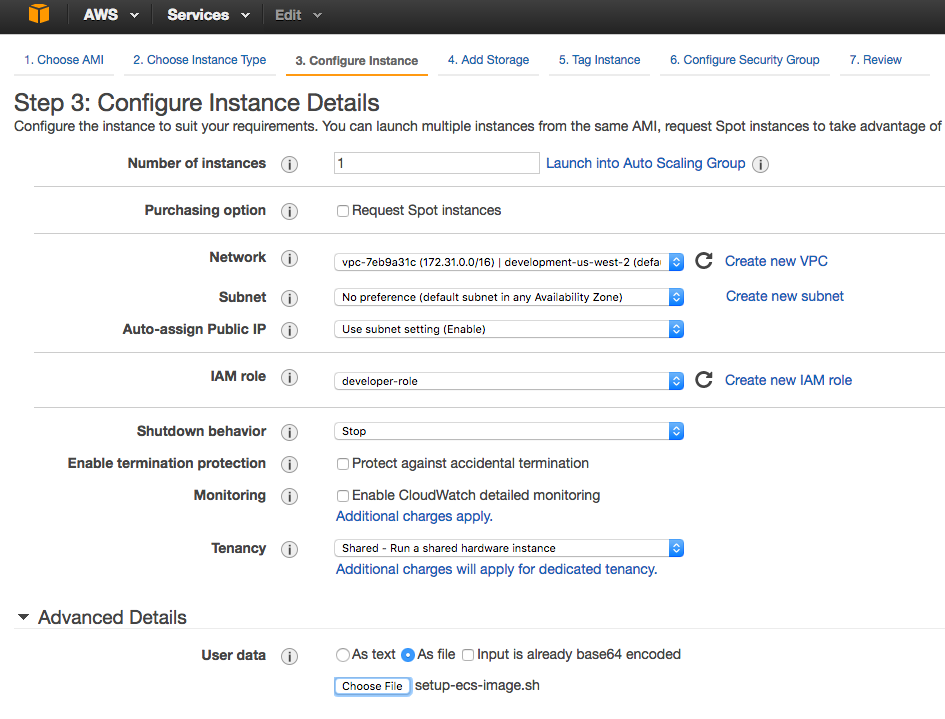 AWS Services Edit
1. Choose AMI 2. Choose Instance Type 3. Configure Instance 4. Add Storage 5. Tag Instance 6. Configure Security Group 7. Review
Step 3: Configure Instance Details
Configure the instance to suit your requirements. You can launch multiple instances from the same AMI, request Spot instances to take advantage of
Number of instances i 1 Launch into Auto Scaling Group i
Purchasing option i Request Spot instances
Network i vpc-7eb9a31c (172.31.0.0/16) | development-us-west-2 (defau Create new VPC
Subnet i No preference (default subnet in any Availability Zone) Create new subnet
Auto-assign Public IP i Use subnet setting (Enable)
IAM role i developer-role Create new IAM role
Shutdown behavior i Stop
Enable termination protection i Protect against accidental termination
Monitoring i Enable CloudWatch detailed monitoring
Additional charges apply.
Tenancy i Shared - Run a shared hardware instance
Additional charges will apply for dedicated tenancy.
Advanced Details
User data i As text As file Input is already base64 encoded
Choose File setup-ecs-image.sh